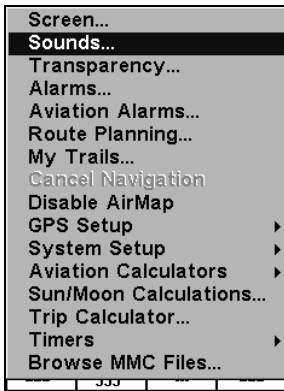 Screen...
Sounds...
Transparency...
Alarms...
Aviation Alarms...
Route Planning...
My Trails...
Cancel Navigation
Disable AirMap
GPS Setup
System Setup
Aviation Calculators
Sun/Moon Calculations...
Trip Calculator...
Timers
Browse MMC Files...